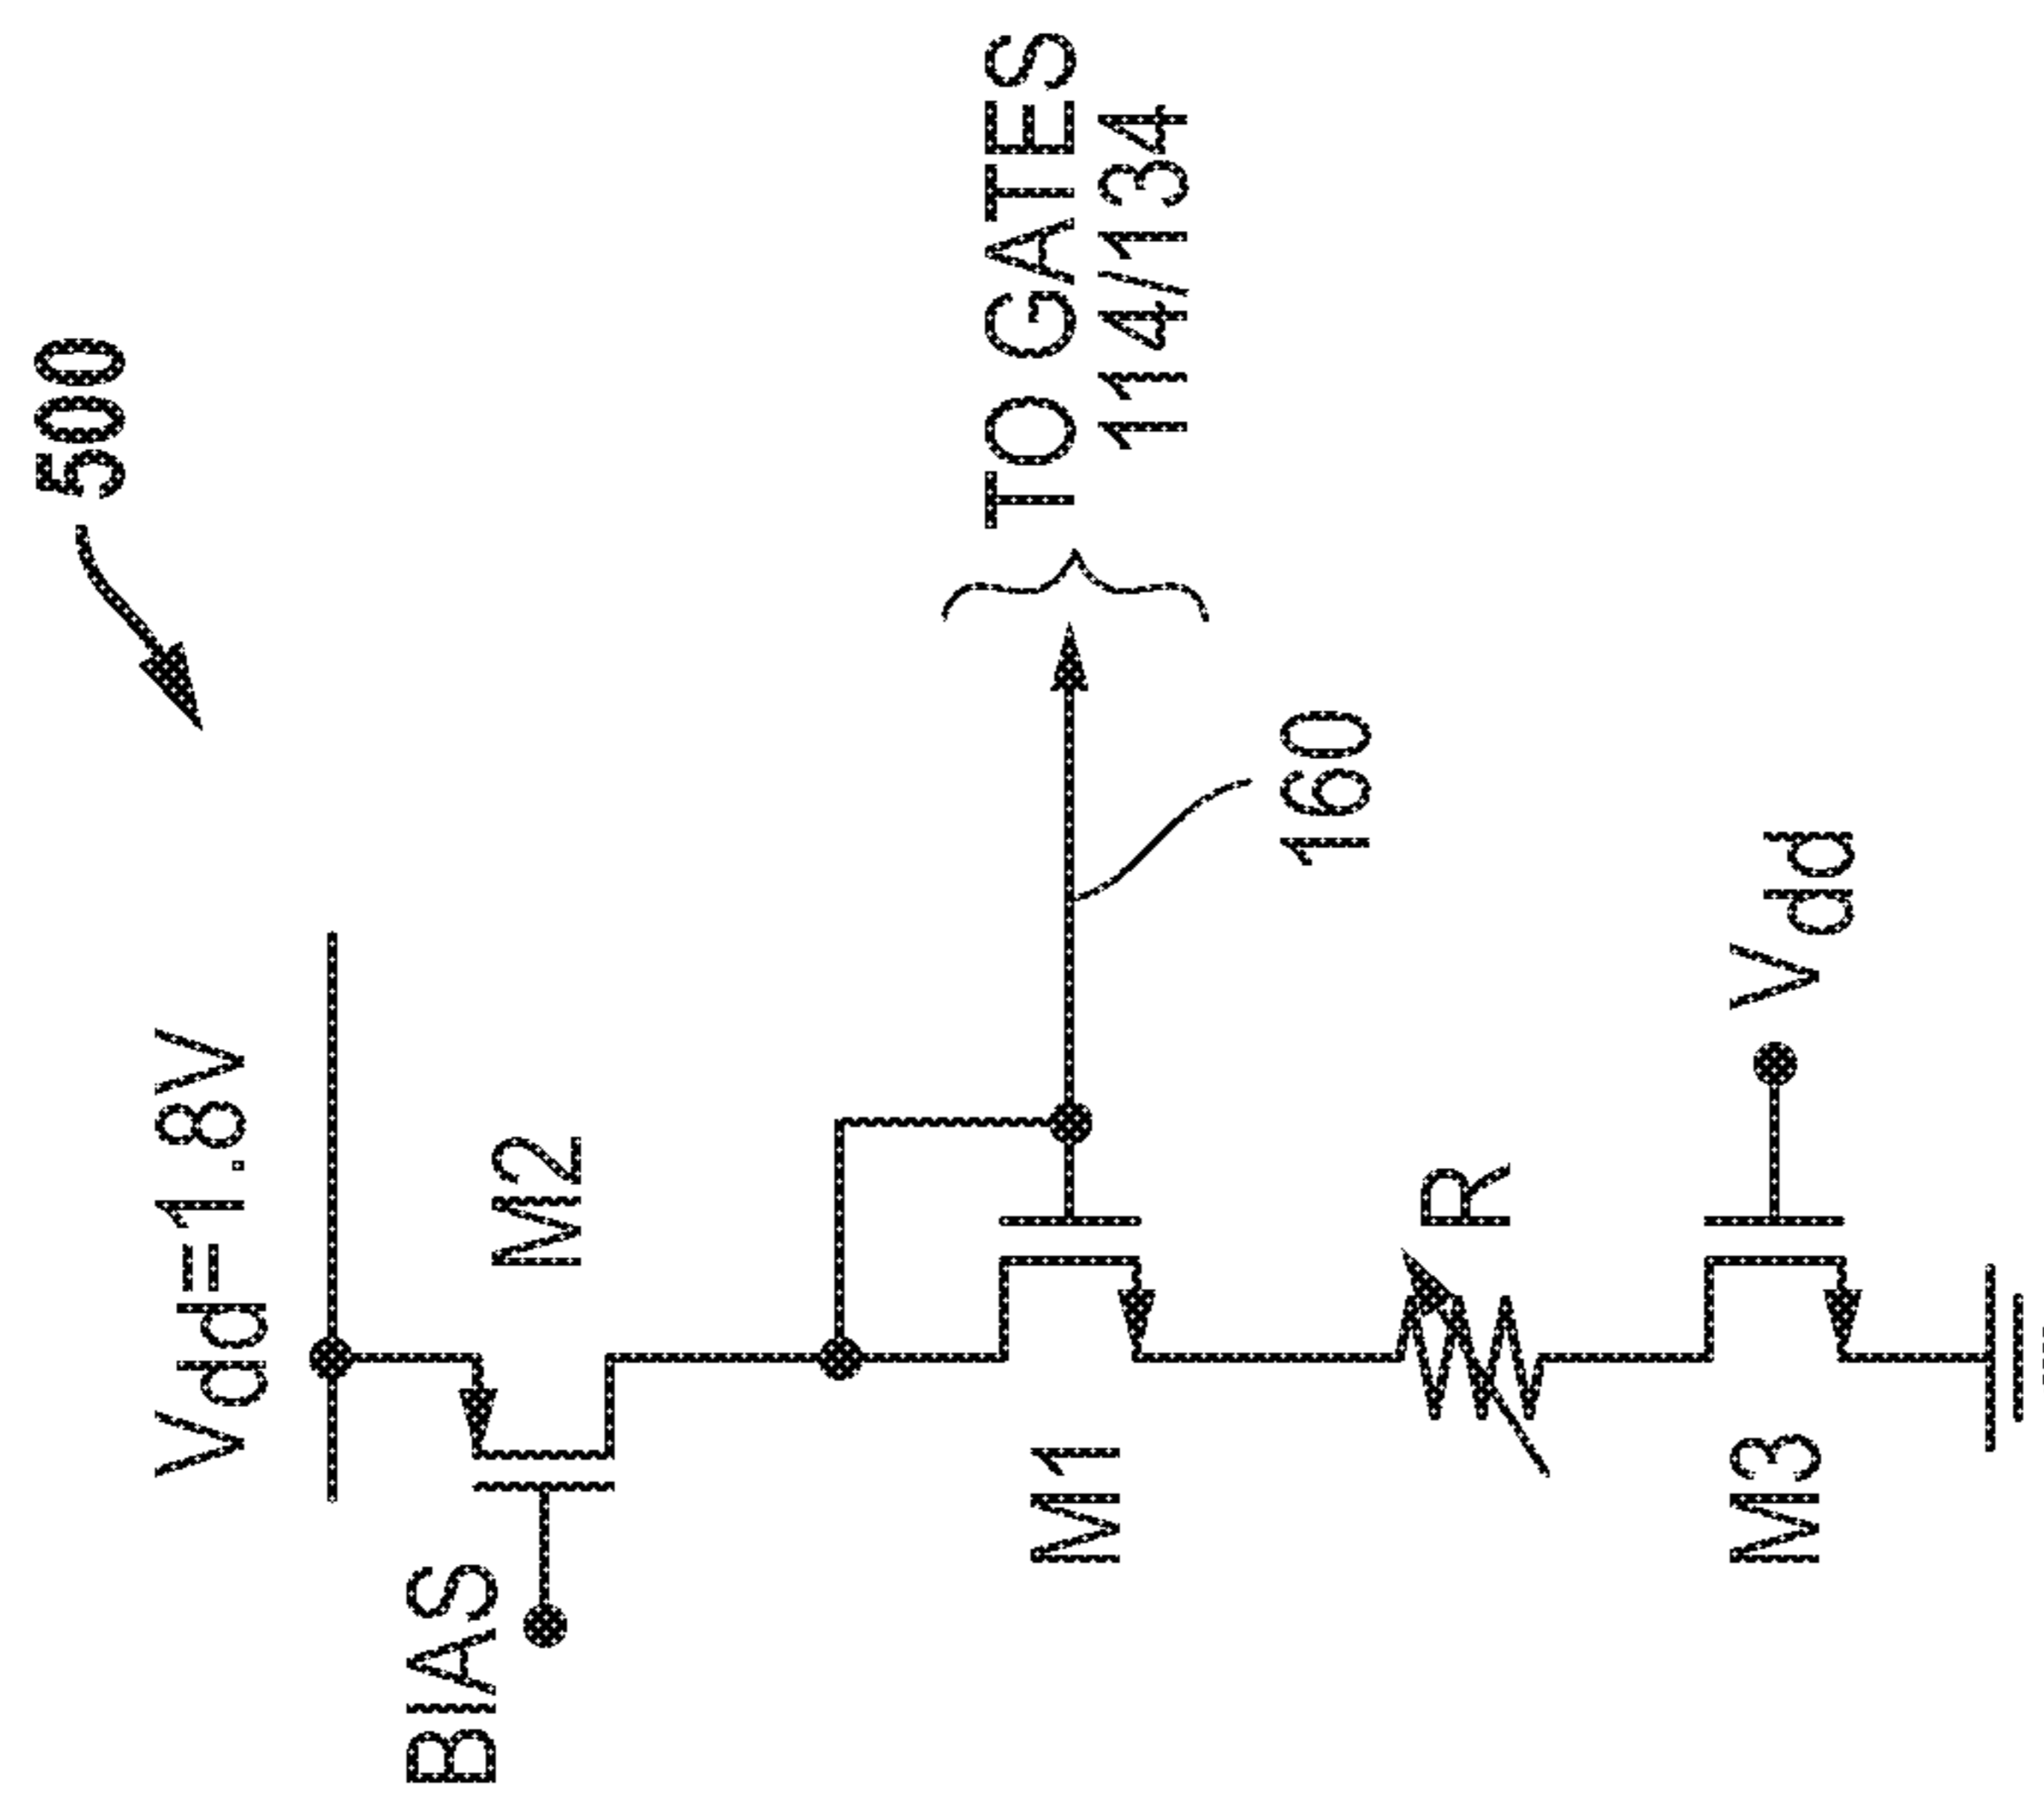 500
Vdd=1.8V
BIAS
M2
TO GATES
114/134
160
M1
R
M3
Vdd